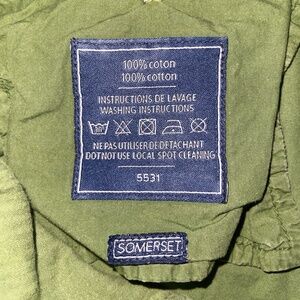 100% coton
100% cotton
INSTRUCTIONS DE LAVAGE
WASHING INSTRUCTIONS
NE PAS UTILISER DE DETACHANT
DO NOT USE LOCAL SPOT CLEANING
5531
SOMERSET